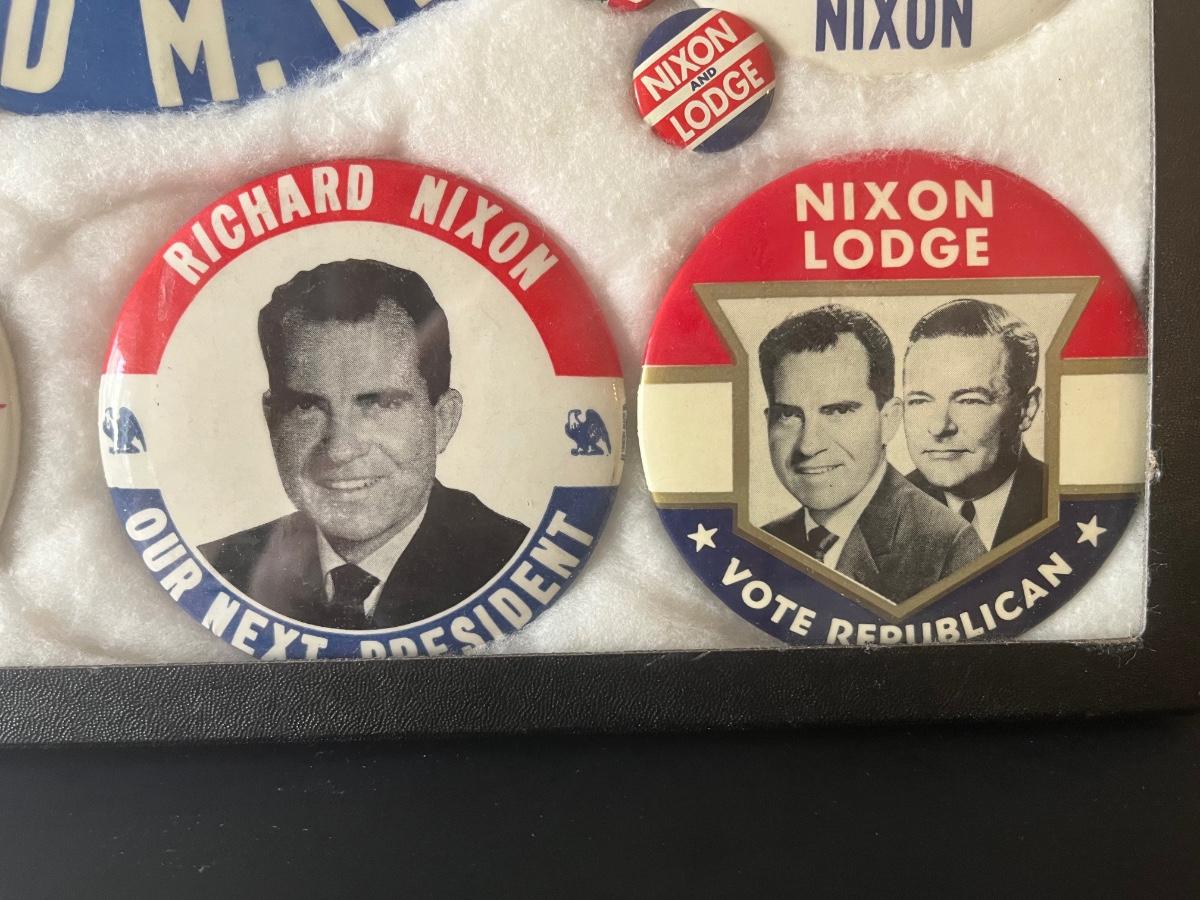 D M. N
NIXON
NIXON
AND
LODGE
RICHARD NIXON
OUR NEXT PRESIDENT
NIXON
LODGE
VOTE REPUBLICAN